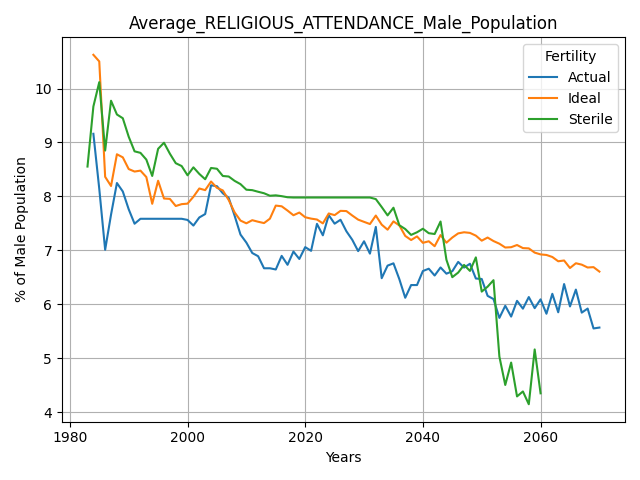 Average_RELIGIOUS_ATTENDANCE_Male_Population
Fertility
Actual
Ideal
Sterile
% of Male Population
10
9
8
7
6
5
4
1980
2000
2020
2040
2060
Years